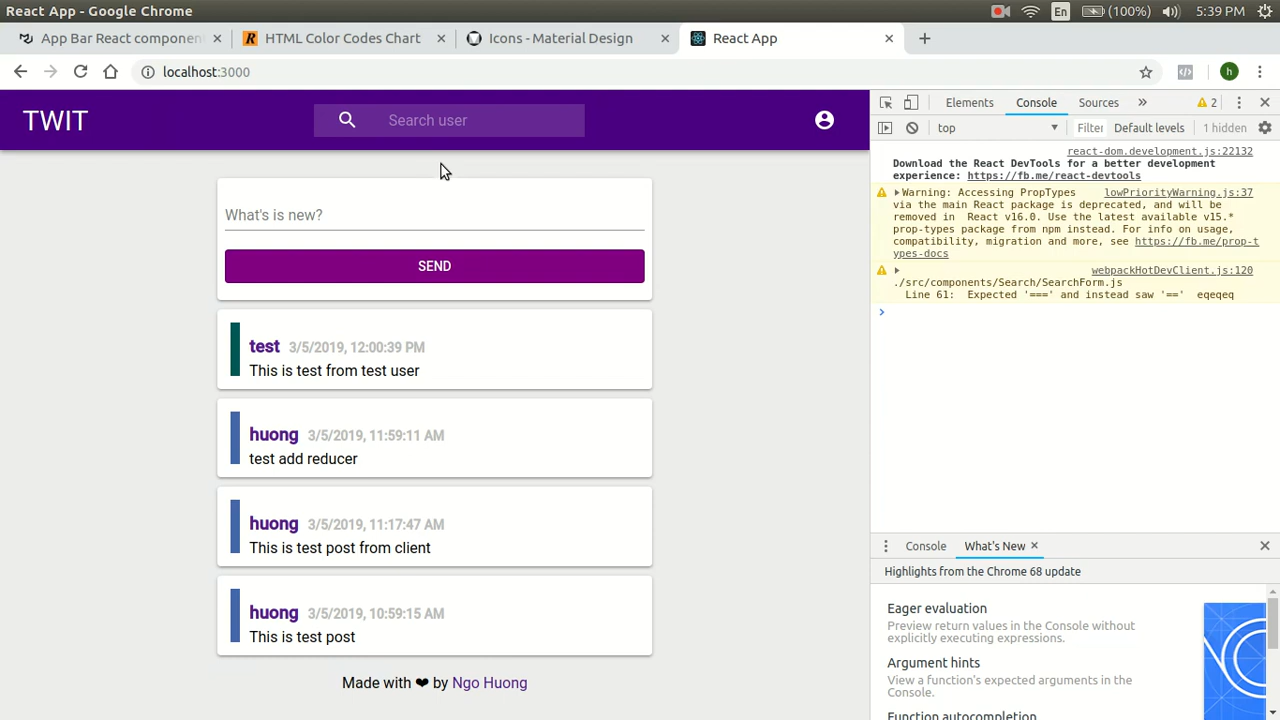 React App - Google Chrome
En
(100%)
5:39 PM
App Bar React componen
HTML Color Codes Chart
Icons - Material Design
React App
localhost:3000
h
TWIT
Search user
Elements
Console
Sources
2
top
Filter
Default levels
1 hidden
react-dom.development.js:22132
Download the React DevTools for a better development
experience: https://fb.me/react-devtools
Warning: Accessing PropTypes
lowPriorityWarning.js:37
via the main React package is deprecated, and will be
removed in React v16.0. Use the latest available v15.*
prop-types package from npm instead. For info on usage,
compatibility, migration and more, see https://fb.me/prop-t
ypes-docs
webpackHotDevClient.js:120
./src/components/Search/SearchForm.js
Line 61: Expected '===' and instead saw '==' eqeqeq
What's is new?
SEND
test 3/5/2019, 12:00:39 PM
This is test from test user
huong 3/5/2019, 11:59:11 AM
test add reducer
huong 3/5/2019, 11:17:47 AM
This is test post from client
huong 3/5/2019, 10:59:15 AM
This is test post
Made with ❤ by Ngo Huong
Console
What's New
Highlights from the Chrome 68 update
Eager evaluation
Preview return values in the Console without
explicitly executing expressions.
Argument hints
View a function's expected arguments in the
Console.
Function autocompletion